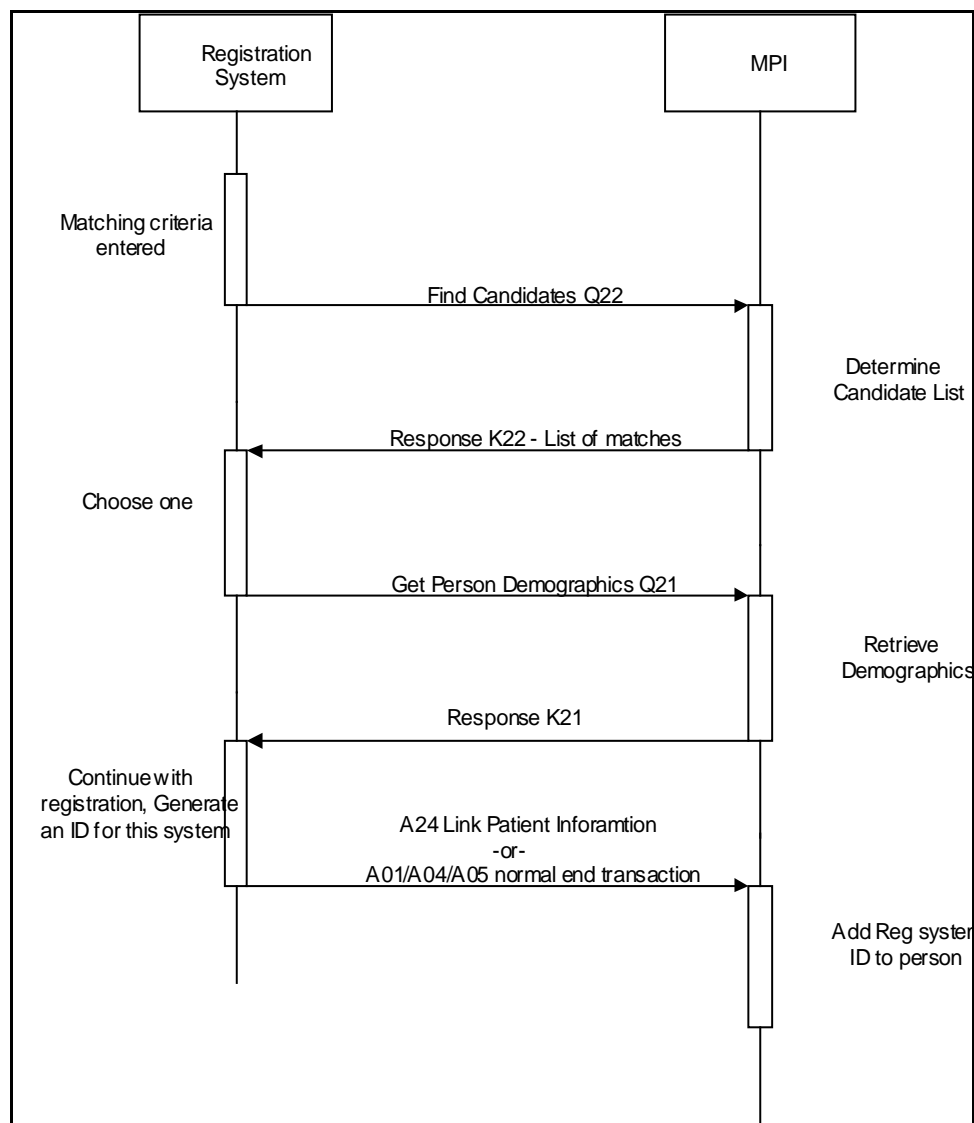 Registration
System
MPI
Matching criteria
entered
Find Candidates Q22
Determine
Candidate List
Response K22 - List of matches
Choose one
Get Person Demographics Q21
Retrieve
Demographics
Response K21
Continue with
registration, Generate
an ID for this system
A24 Link Patient Inforamtion
-or-
A01/A04/A05 normal end transaction
Add Reg system
ID to person